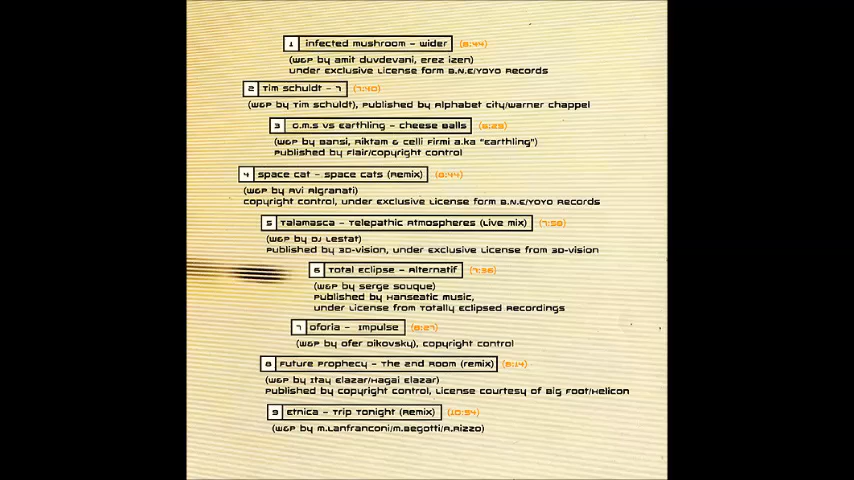 1 infected mushroom - wider (8:44)
(w&p by amit duvdevani, erez izen)
under exclusive License form B.N.E/YOYO Records
2 Tim schuldt - 7 (7:40)
(w&p by Tim schuldt), published by Alphabet city/warner chappel
3 G.m.s vs Earthling - cheese Balls
(w&p by Bansi, Riktam & celli Firmi a.ka "Earthling")
Published by Flair/copyright control
4 space cat - space cats (Remix) (8:44)
(w&p by Avi Algranati)
copyright control, under exclusive License form B.N.E/YOYO Records
5 Talamasca - Telepathic Atmospheres (Live mix) (7:58)
(w&p by DJ Lestat)
published by 3D-vision, under Exclusive License from 3D-vision
6 Total Eclipse - Alternatif (7:36)
(w&p by serge souque)
Published by Hanseatic music,
under License from Totally Eclipsed Recordings
7 oforia - Impulse (8:27)
(w&p by ofer Dikovsky), copyright control
8 Future Prophecy - The 2nd Room (remix) (8:14)
(w&p by Itay Elazar/Hagai Elazar)
Published by copyright control, License courtesy of Big Foot/Helicon
9 Etnica - Trip Tonight (Remix) (10:54)
(w&p by m.Lanfranconi/m.Begotti/A.Rizzo)